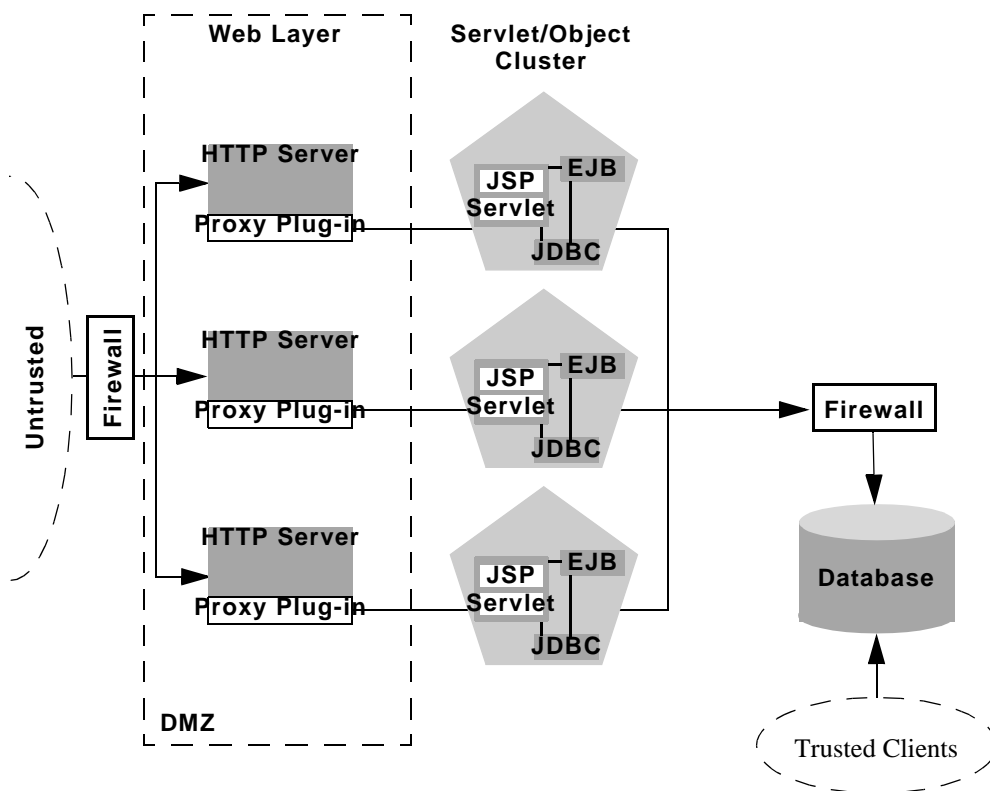 Web Layer
Servlet/Object
Cluster
HTTP Server
Proxy Plug-in
JSP
Servlet
EJB
JDBC
Untrusted
Firewall
HTTP Server
Proxy Plug-in
JSP
Servlet
EJB
JDBC
Firewall
HTTP Server
Proxy Plug-in
JSP
Servlet
EJB
JDBC
Database
DMZ
Trusted Clients